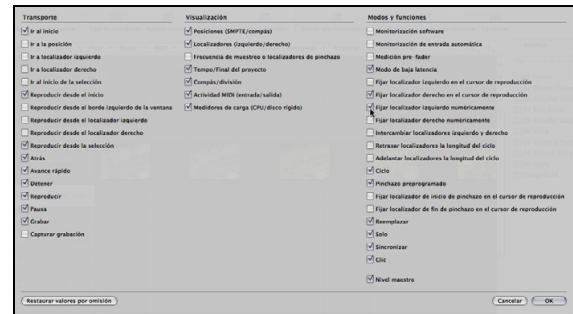 Transporte
Ir al inicio
Ir a la posición
Ir a localizador izquierdo
Ir a localizador derecho
Ir al inicio de la selección
Reproducir desde el inicio
Reproducir desde el borde izquierdo de la ventana
Reproducir desde el localizador izquierdo
Reproducir desde el localizador derecho
Reproducir desde la selección
Atrás
Avance rápido
Detener
Reproducir
Pausa
Grabar
Capturar grabación
Visualización
Posiciones (SMPTE/compás)
Localizadores (izquierdo/derecho)
Frecuencia de muestreo o localizadores de pinchazo
Tempo/Final del proyecto
Compás/división
Actividad MIDI (entrada/salida)
Medidores de carga (CPU/disco rígido)
Modos y funciones
Monitorización software
Monitorización de entrada automática
Medición pre-fader
Modo de baja latencia
Fijar localizador izquierdo en el cursor de reproducción
Fijar localizador derecho en el cursor de reproducción
Fijar localizador izquierdo numéricamente
Fijar localizador derecho numéricamente
Intercambiar localizadores izquierdo y derecho
Retrasar localizadores la longitud del ciclo
Adelantar localizadores la longitud del ciclo
Ciclo
Pinchazo preprogramado
Fijar localizador de inicio de pinchazo en el cursor de reproducción
Fijar localizador de fin de pinchazo en el cursor de reproducción
Reemplazar
Solo
Sincronizar
Clic
Nivel maestro
Restaurar valores por omisión
Cancelar
OK